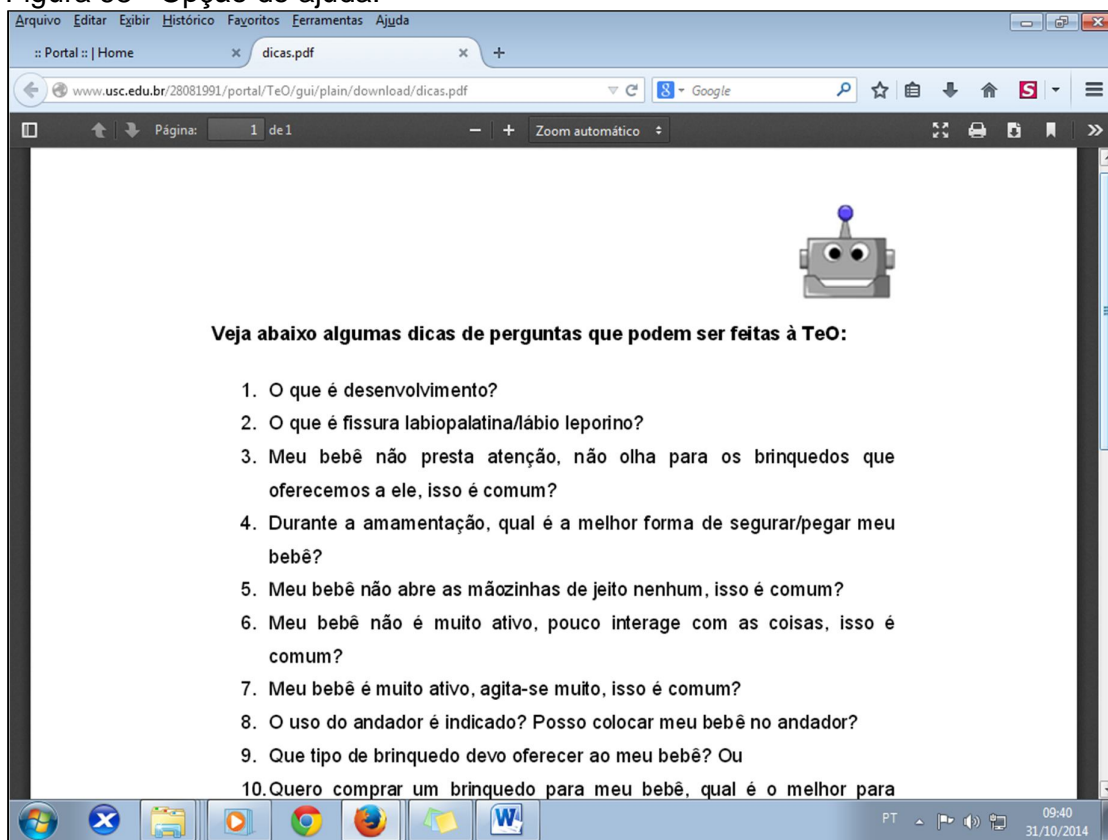 Arquivo Editar Exibir Histórico Favoritos Ferramentas Ajuda
:: Portal :: | Home
dicas.pdf
www.usc.edu.br/28081991/portal/TeO/gui/plain/download/dicas.pdf
Google
Página: 1 de 1
Zoom automático
Veja abaixo algumas dicas de perguntas que podem ser feitas à TeO:
1. O que é desenvolvimento?
2. O que é fissura labiopalatina/lábio leporino?
3. Meu bebê não presta atenção, não olha para os brinquedos que
oferecemos a ele, isso é comum?
4. Durante a amamentação, qual é a melhor forma de segurar/pegar meu
bebê?
5. Meu bebê não abre as mãozinhas de jeito nenhum, isso é comum?
6. Meu bebê não é muito ativo, pouco interage com as coisas, isso é
comum?
7. Meu bebê é muito ativo, agita-se muito, isso é comum?
8. O uso do andador é indicado? Posso colocar meu bebê no andador?
9. Que tipo de brinquedo devo oferecer ao meu bebê? Ou
10. Quero comprar um brinquedo para meu bebê, qual é o melhor para
PT
09:40
31/10/2014